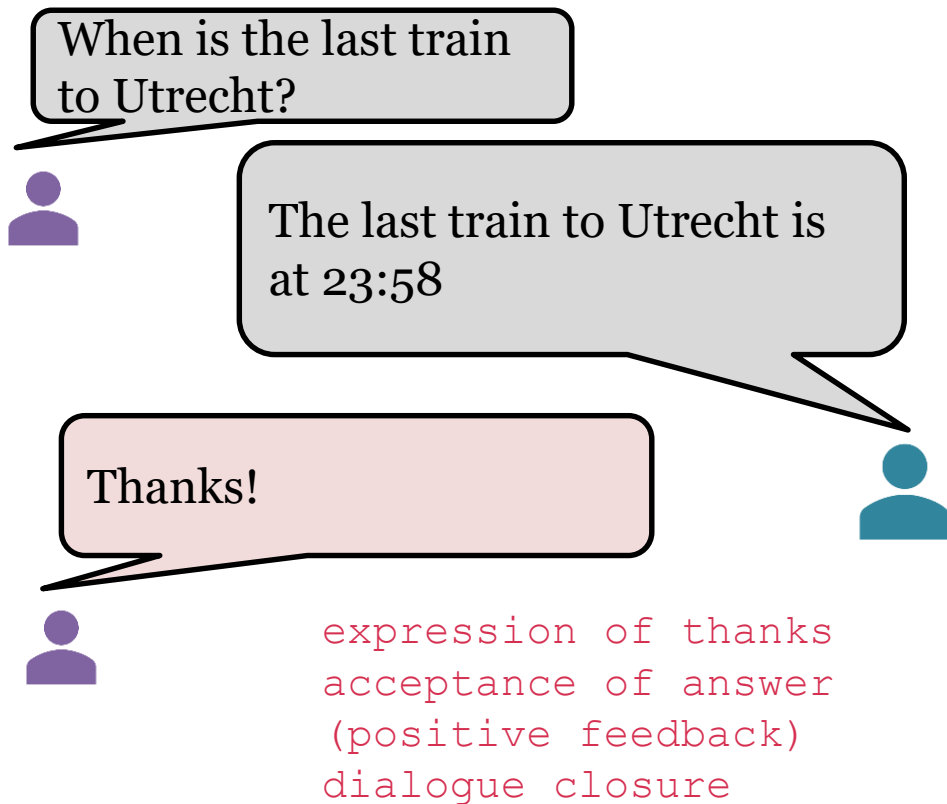 When is the last train
to Utrecht?
The last train to Utrecht is
at 23:58
Thanks!
expression of thanks
acceptance of answer
(positive feedback)
dialogue closure